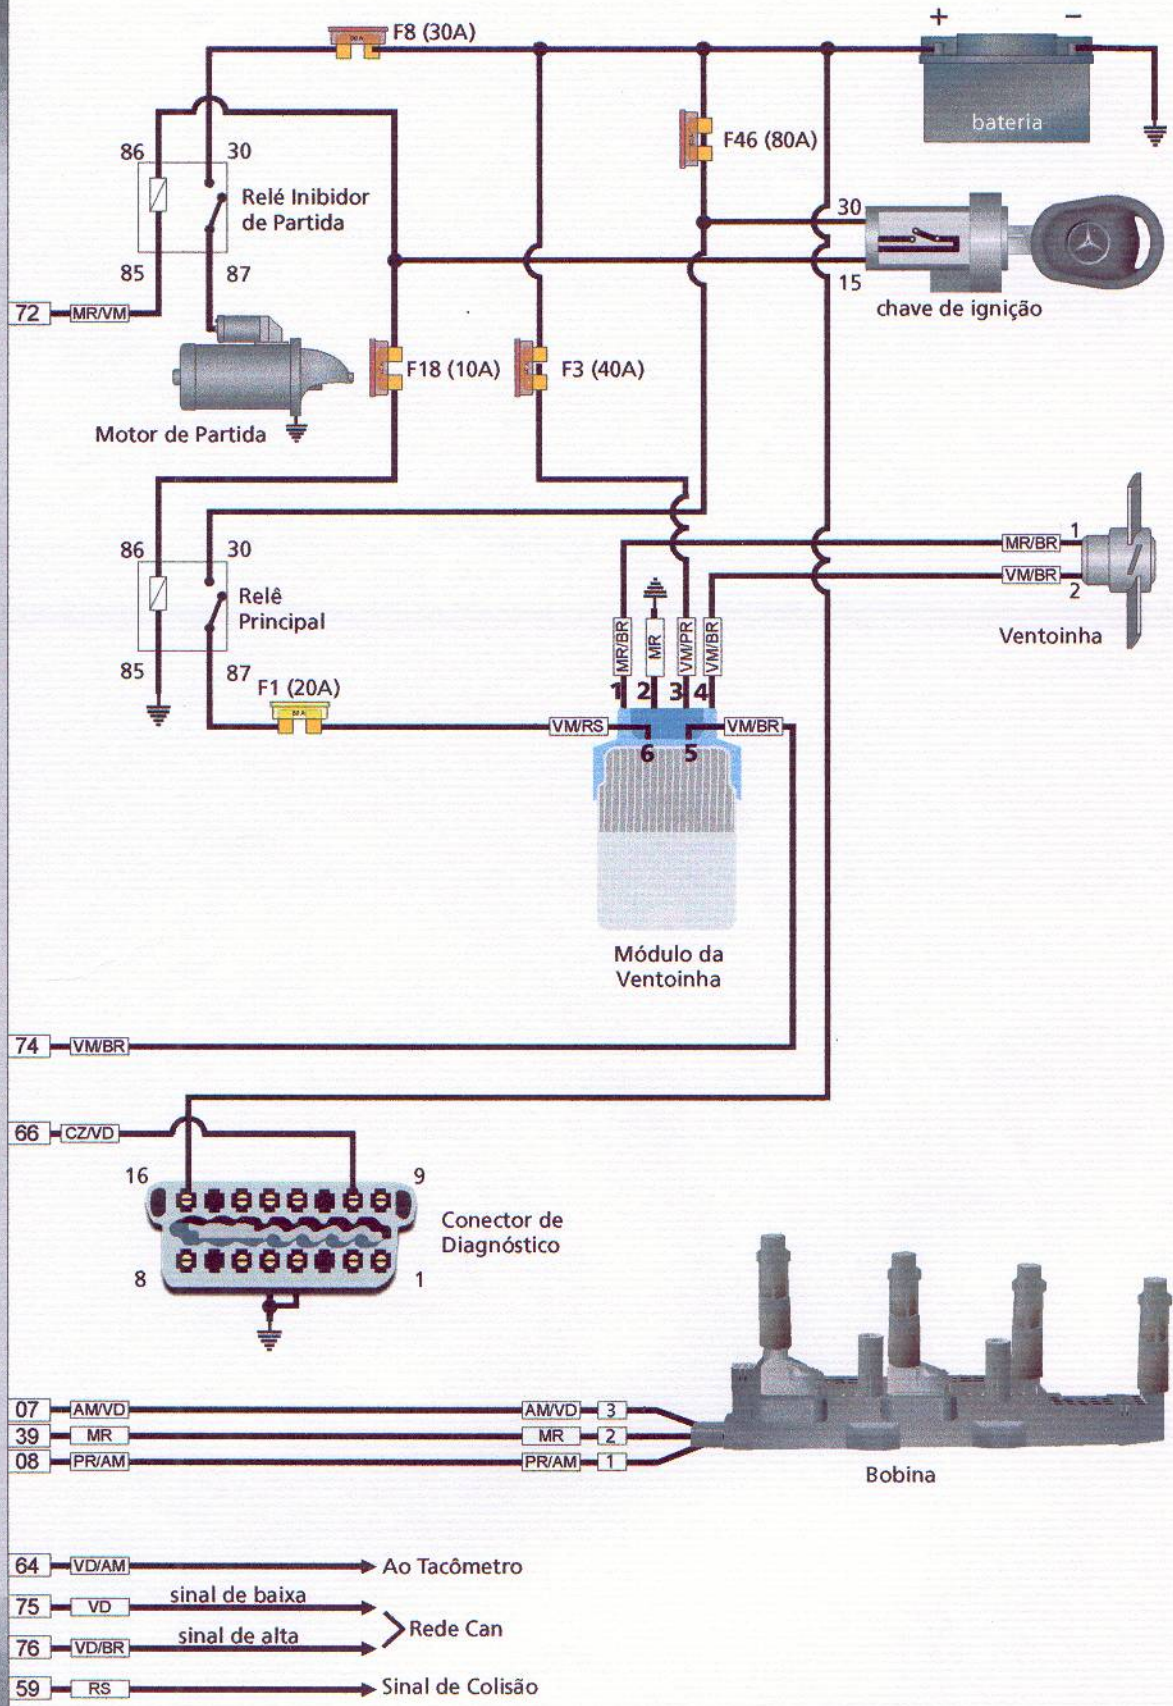 F8 (30A)
+
−
bateria
F46 (80A)
86
30
Relé Inibidor
de Partida
85
87
30
15
chave de ignição
72
MR/VM
F18 (10A)
F3 (40A)
Motor de Partida
86
30
Relê
Principal
85
87
F1 (20A)
MR/BR
1
VM/BR
2
Ventoinha
MR/BR
MR
VM/PR
VM/BR
1
2
3
4
VM/RS
VM/BR
6
5
Módulo da
Ventoinha
74
VM/BR
66
CZ/VD
16
9
Conector de
Diagnóstico
8
1
07
AM/VD
AM/VD
3
39
MR
MR
2
08
PR/AM
PR/AM
1
Bobina
64
VD/AM
Ao Tacômetro
75
VD
sinal de baixa
Rede Can
76
VD/BR
sinal de alta
59
RS
Sinal de Colisão